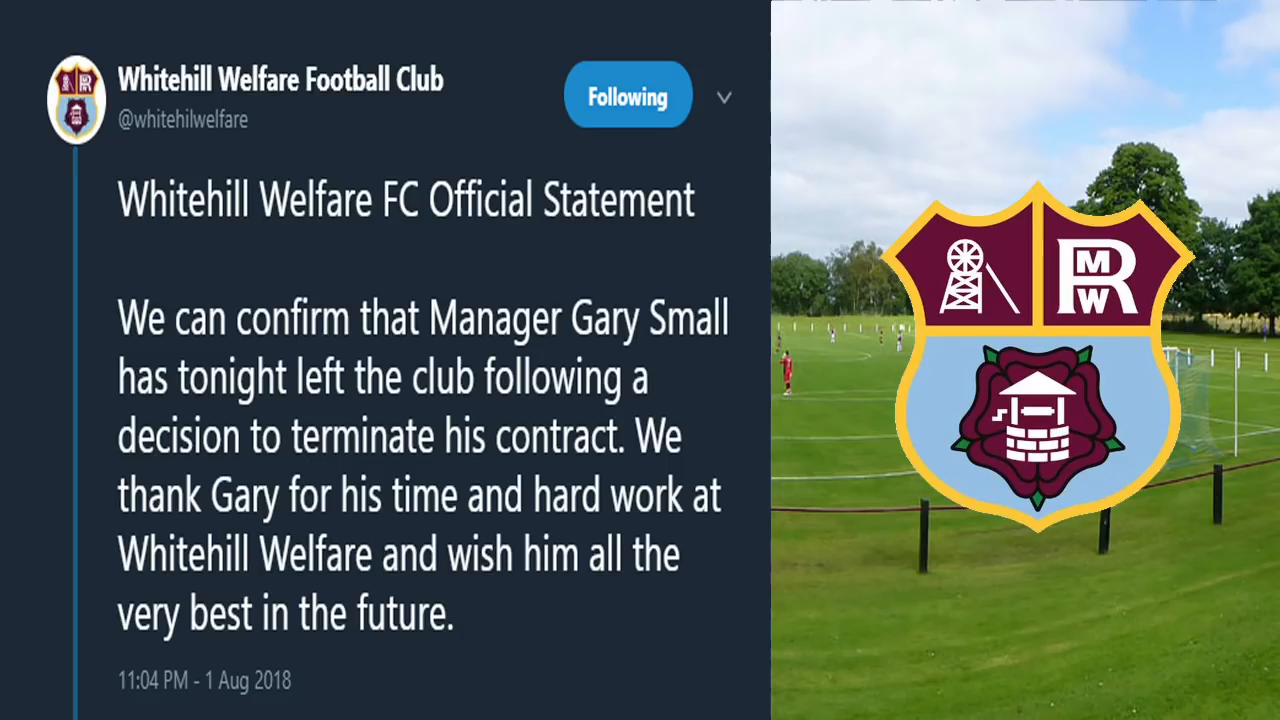 Whitehill Welfare Football Club
@whitehilwelfare
Following
Whitehill Welfare FC Official Statement
We can confirm that Manager Gary Small
has tonight left the club following a
decision to terminate his contract. We
thank Gary for his time and hard work at
Whitehill Welfare and wish him all the
very best in the future.
11:04 PM - 1 Aug 2018
R
M
W